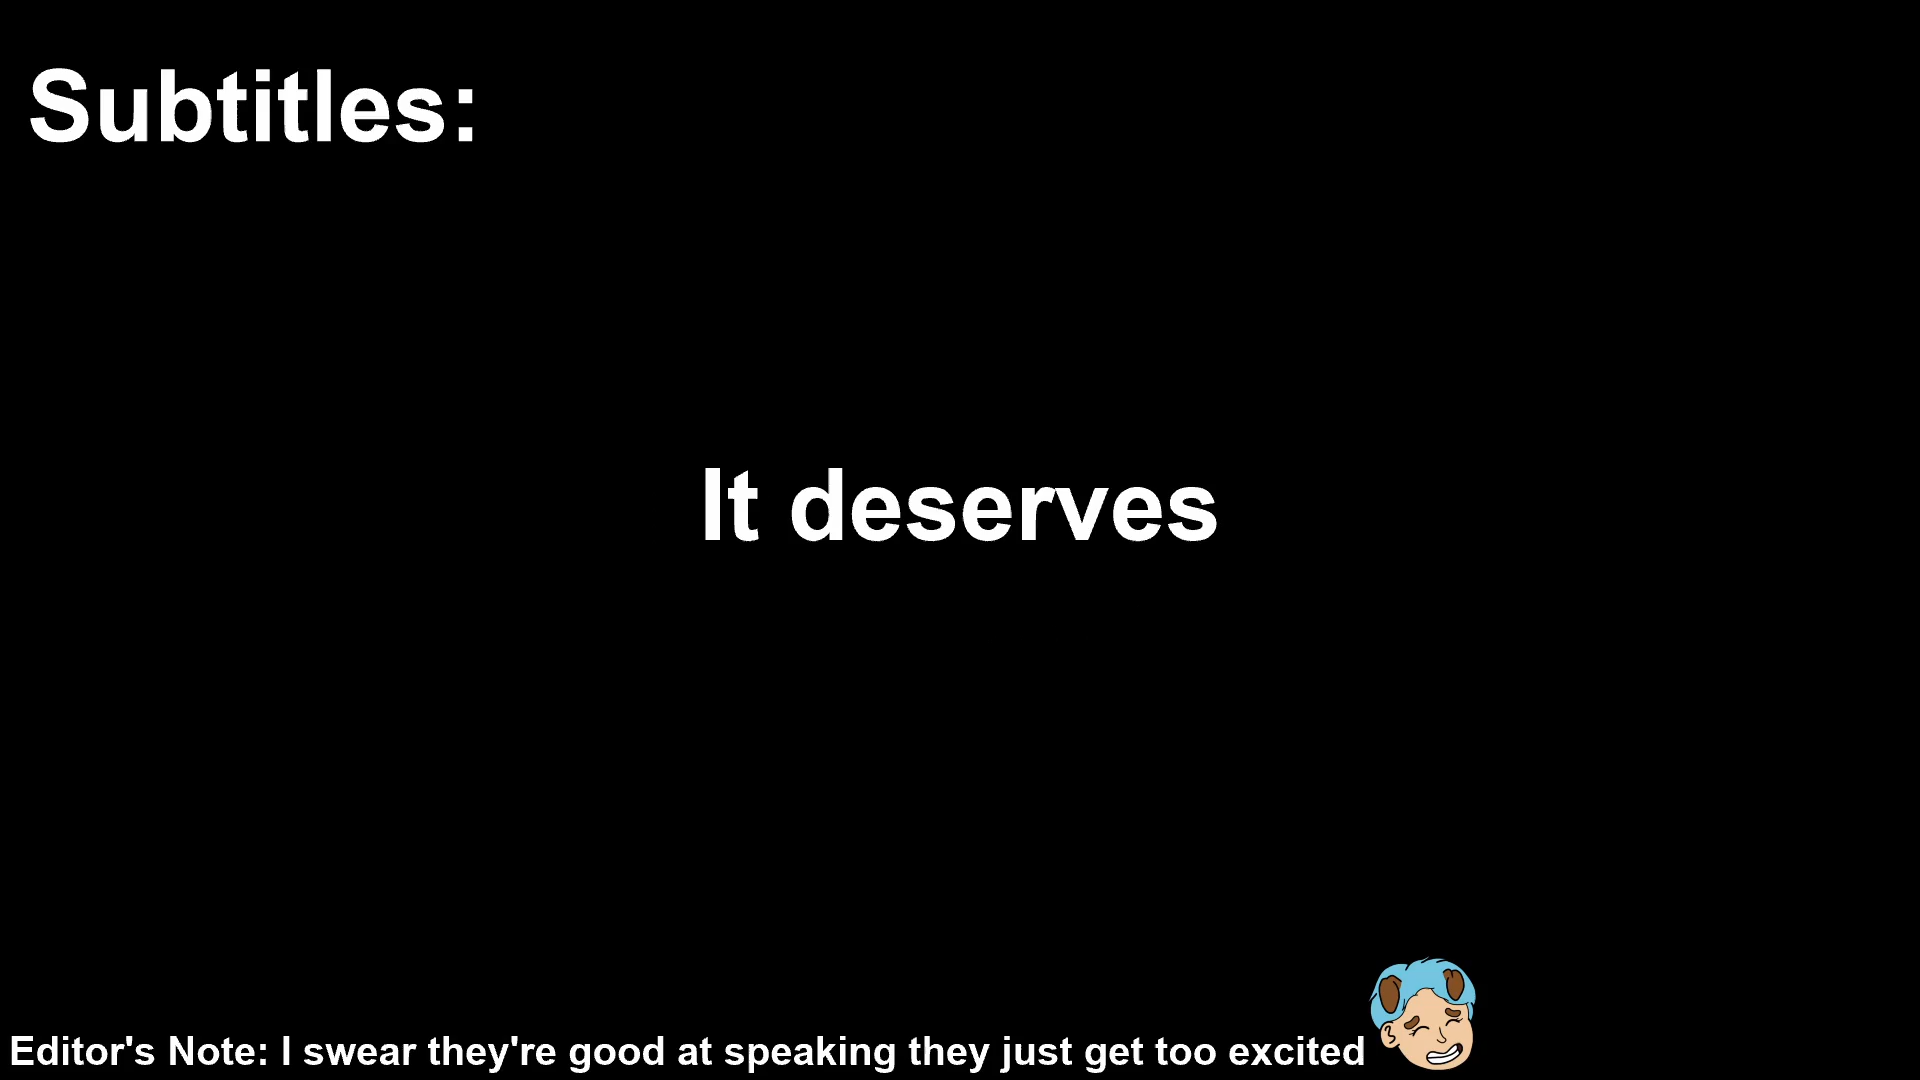 Subtitles:
It deserves
Editor's Note: I swear they're good at speaking they just get too excited